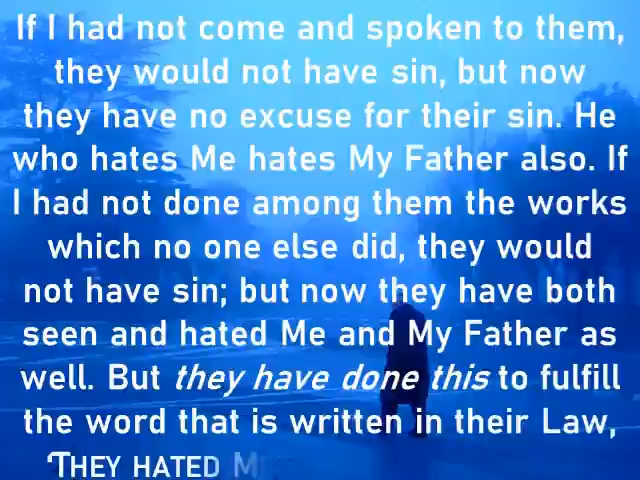 If I had not come and spoken to them,
they would not have sin, but now
they have no excuse for their sin. He
who hates Me hates My Father also. If
I had not done among them the works
which no one else did, they would
not have sin; but now they have both
seen and hated Me and My Father as
well. But they have done this to fulfill
the word that is written in their Law,
'THEY HATED M